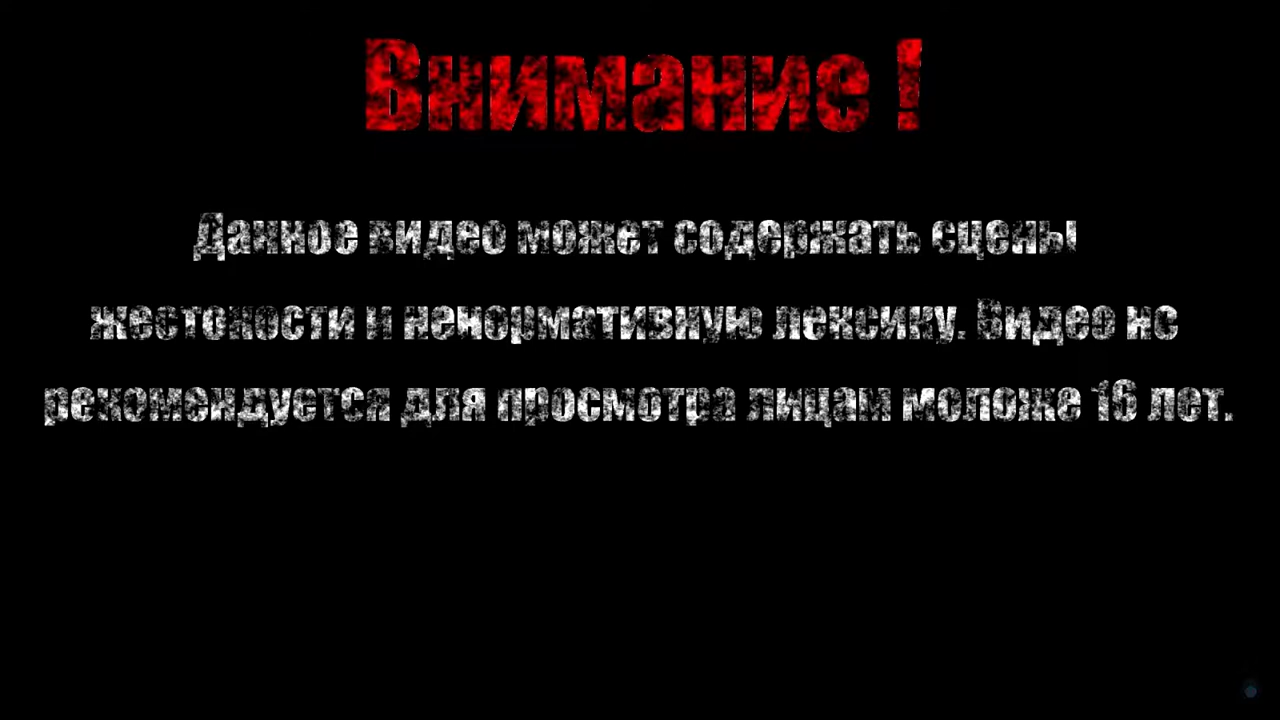 Внимание !
Данное видео может содержать сцены
жестокости и ненормативную лексику. Видео не
рекомендуется для просмотра лицам моложе 16 лет.